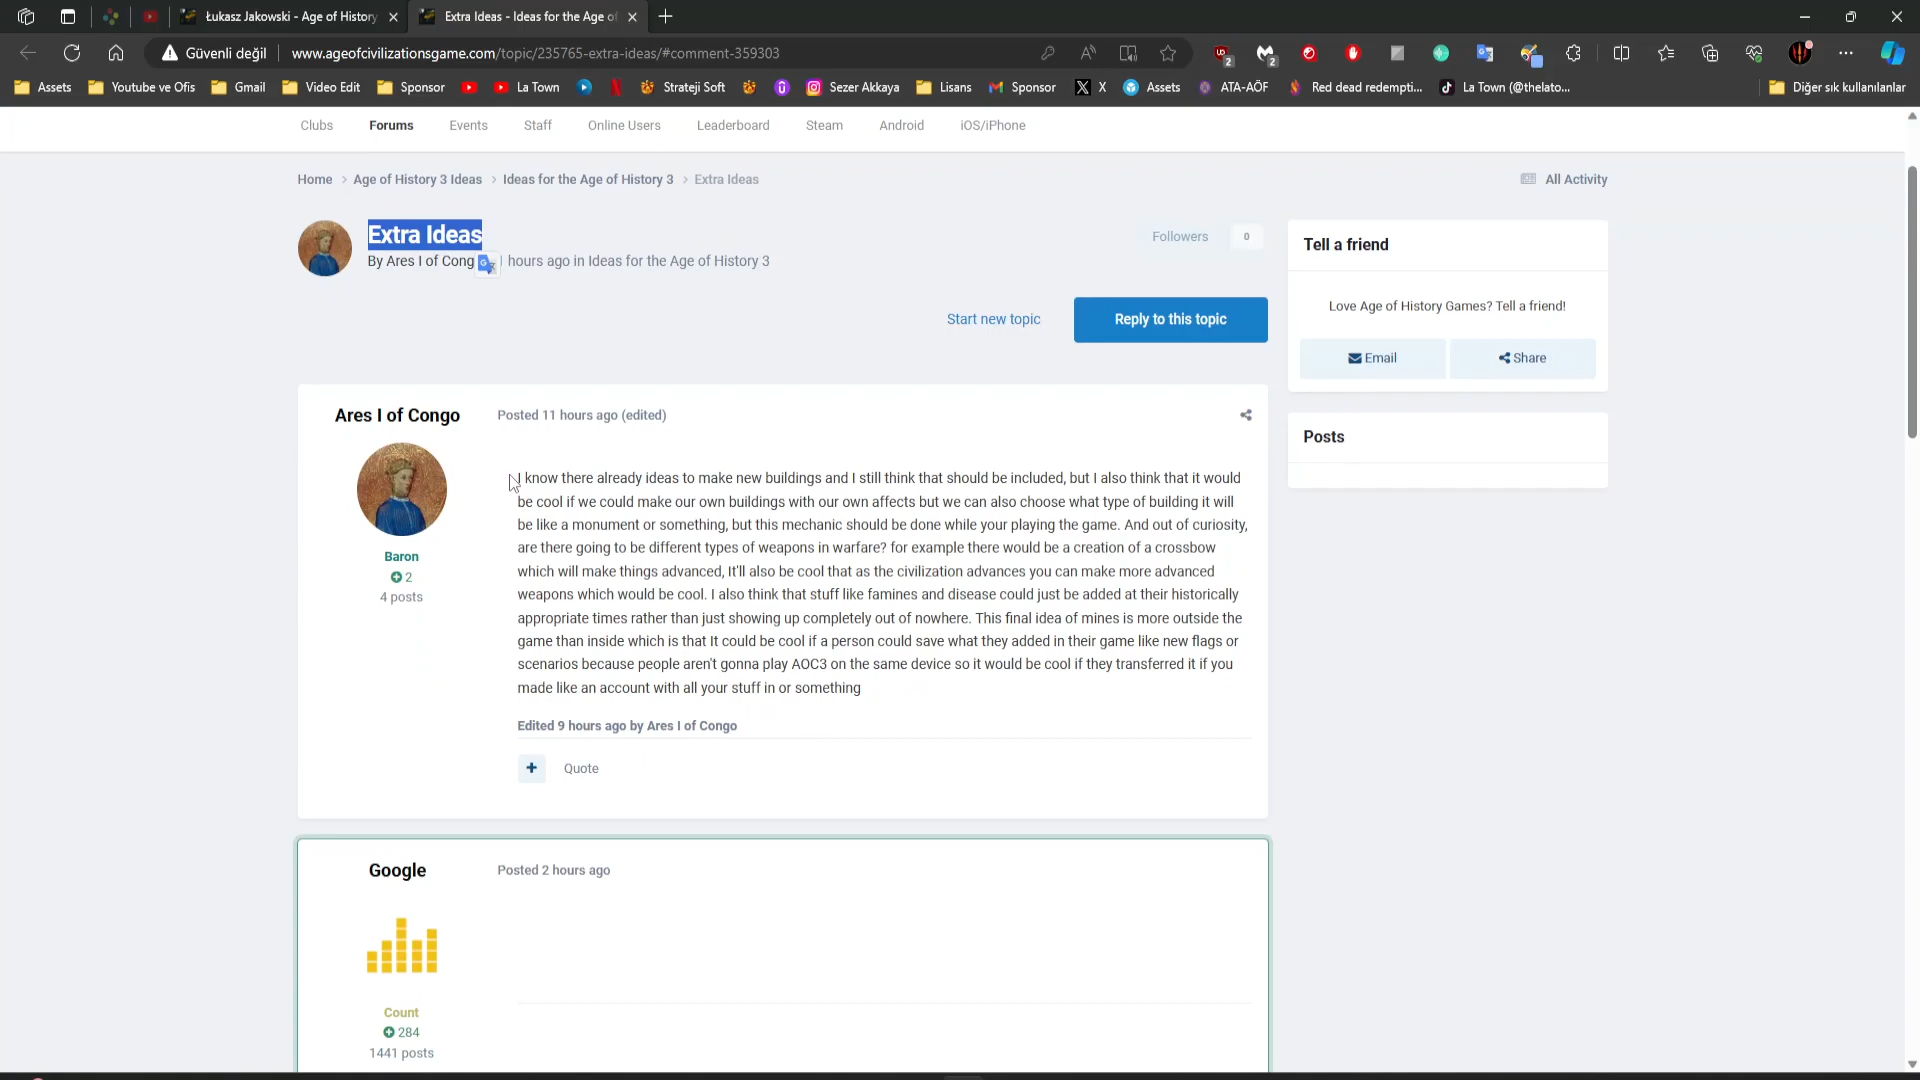 Łukasz Jakowski - Age of History
Extra Ideas - Ideas for the Age of
Güvenli değil
www.ageofcivilizationsgame.com/topic/235765-extra-ideas/#comment-359303
2
2
Assets
Youtube ve Ofis
Gmail
Video Edit
Sponsor
La Town
Strateji Soft
Sezer Akkaya
Lisans
Sponsor
X
Assets
ATA-AÖF
Red dead redempti...
La Town (@thelato...
Diğer sık kullanılanlar
Clubs
Forums
Events
Staff
Online Users
Leaderboard
Steam
Android
iOS/iPhone
Home > Age of History 3 Ideas > Ideas for the Age of History 3 > Extra Ideas
All Activity
Extra Ideas
By Ares I of Cong
hours ago in Ideas for the Age of History 3
Followers 0
Start new topic
Reply to this topic
Tell a friend
Love Age of History Games? Tell a friend!
Email
Share
Posts
Ares I of Congo
Posted 11 hours ago (edited)
Baron
2
4 posts
I know there already ideas to make new buildings and I still think that should be included, but I also think that it would
be cool if we could make our own buildings with our own affects but we can also choose what type of building it will
be like a monument or something, but this mechanic should be done while your playing the game. And out of curiosity,
are there going to be different types of weapons in warfare? for example there would be a creation of a crossbow
which will make things advanced, It'll also be cool that as the civilization advances you can make more advanced
weapons which would be cool. I also think that stuff like famines and disease could just be added at their historically
appropriate times rather than just showing up completely out of nowhere. This final idea of mines is more outside the
game than inside which is that It could be cool if a person could save what they added in their game like new flags or
scenarios because people aren't gonna play AOC3 on the same device so it would be cool if they transferred it if you
made like an account with all your stuff in or something
Edited 9 hours ago by Ares I of Congo
+ Quote
Google
Posted 2 hours ago
Count
284
1441 posts